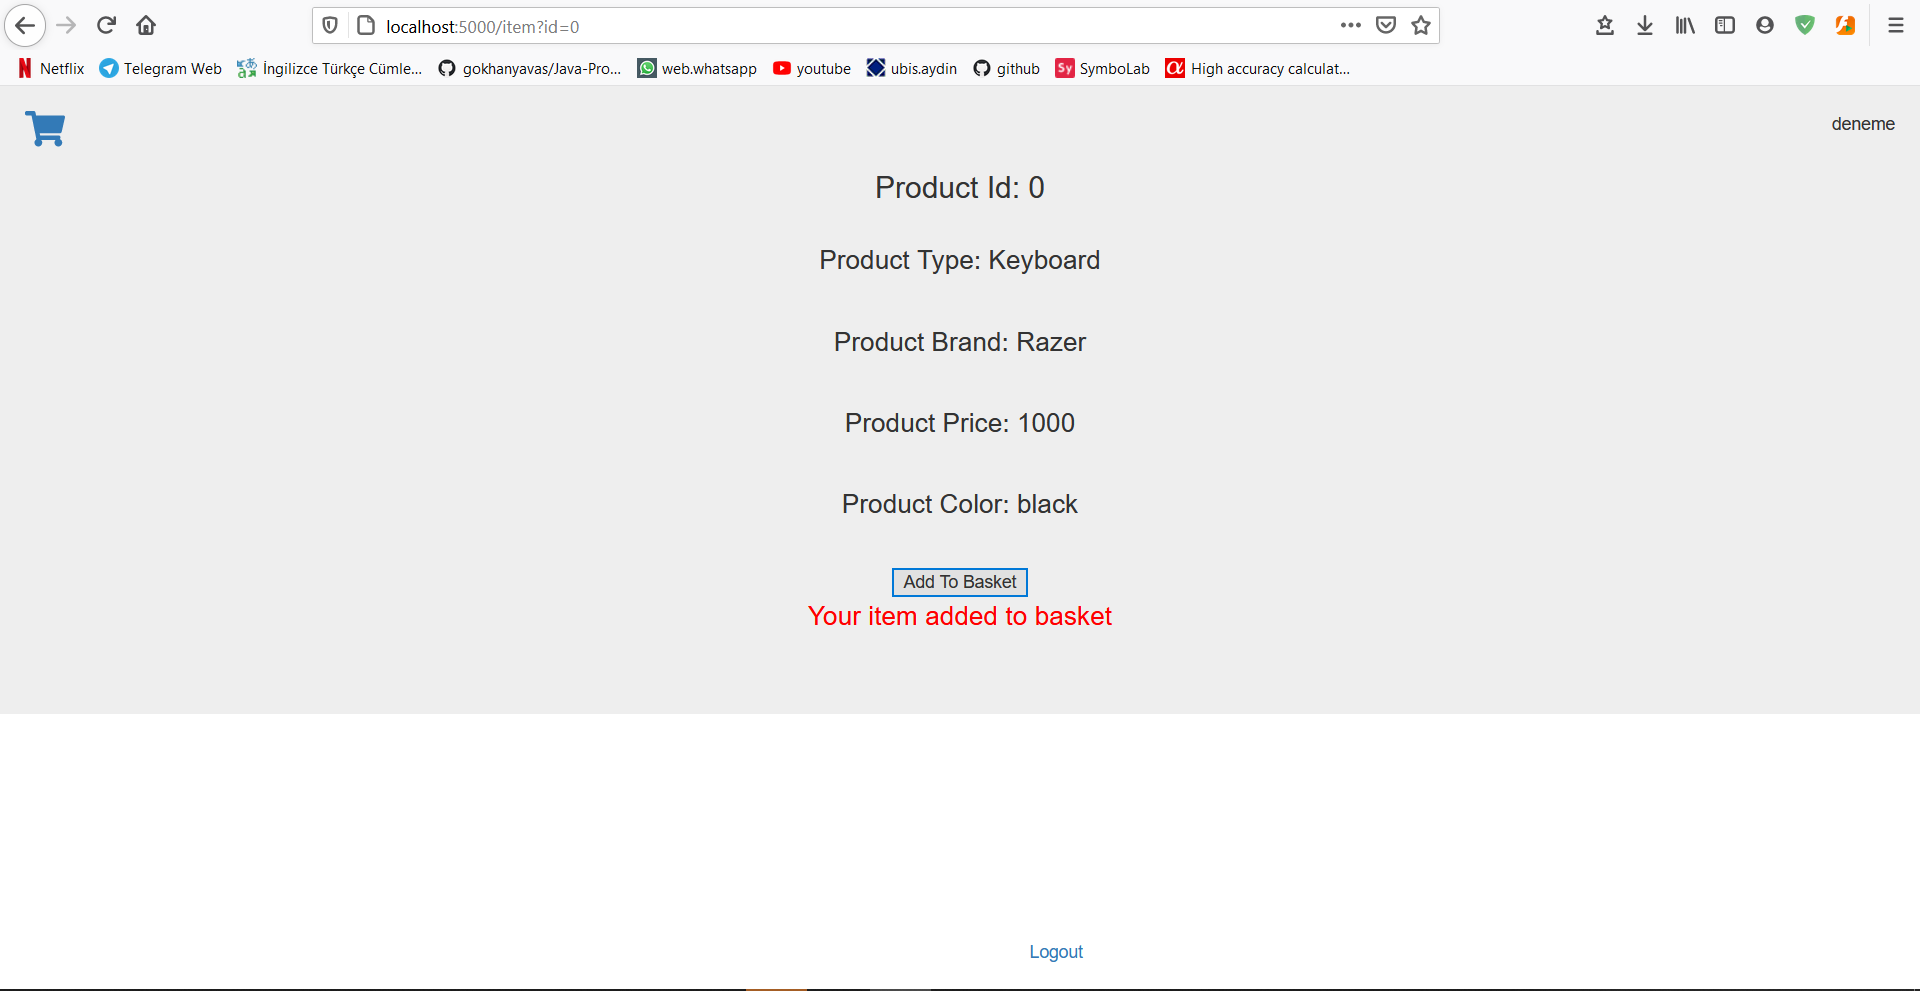 localhost:5000/item?id=0
Netflix Telegram Web İngilizce Türkçe Cümle... gokhanyavas/Java-Pro... web.whatsapp youtube ubis.aydin github Sy SymboLab High accuracy calculat...
deneme
Product Id: 0
Product Type: Keyboard
Product Brand: Razer
Product Price: 1000
Product Color: black
Add To Basket
Your item added to basket
Logout